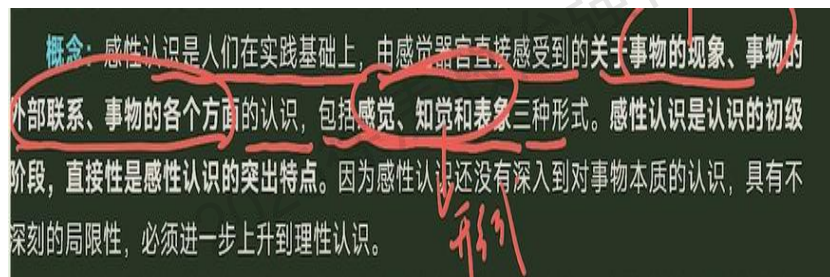 概念：感性认识是人们在实践基础上，由感觉器官直接感受到的关于事物的现象、事物的
外部联系、事物的各个方面的认识，包括感觉、知觉和表象三种形式。感性认识是认识的初级
阶段，直接性是感性认识的突出特点。因为感性认识还没有深入到对事物本质的认识，具有不
深刻的局限性，必须进一步上升到理性认识。